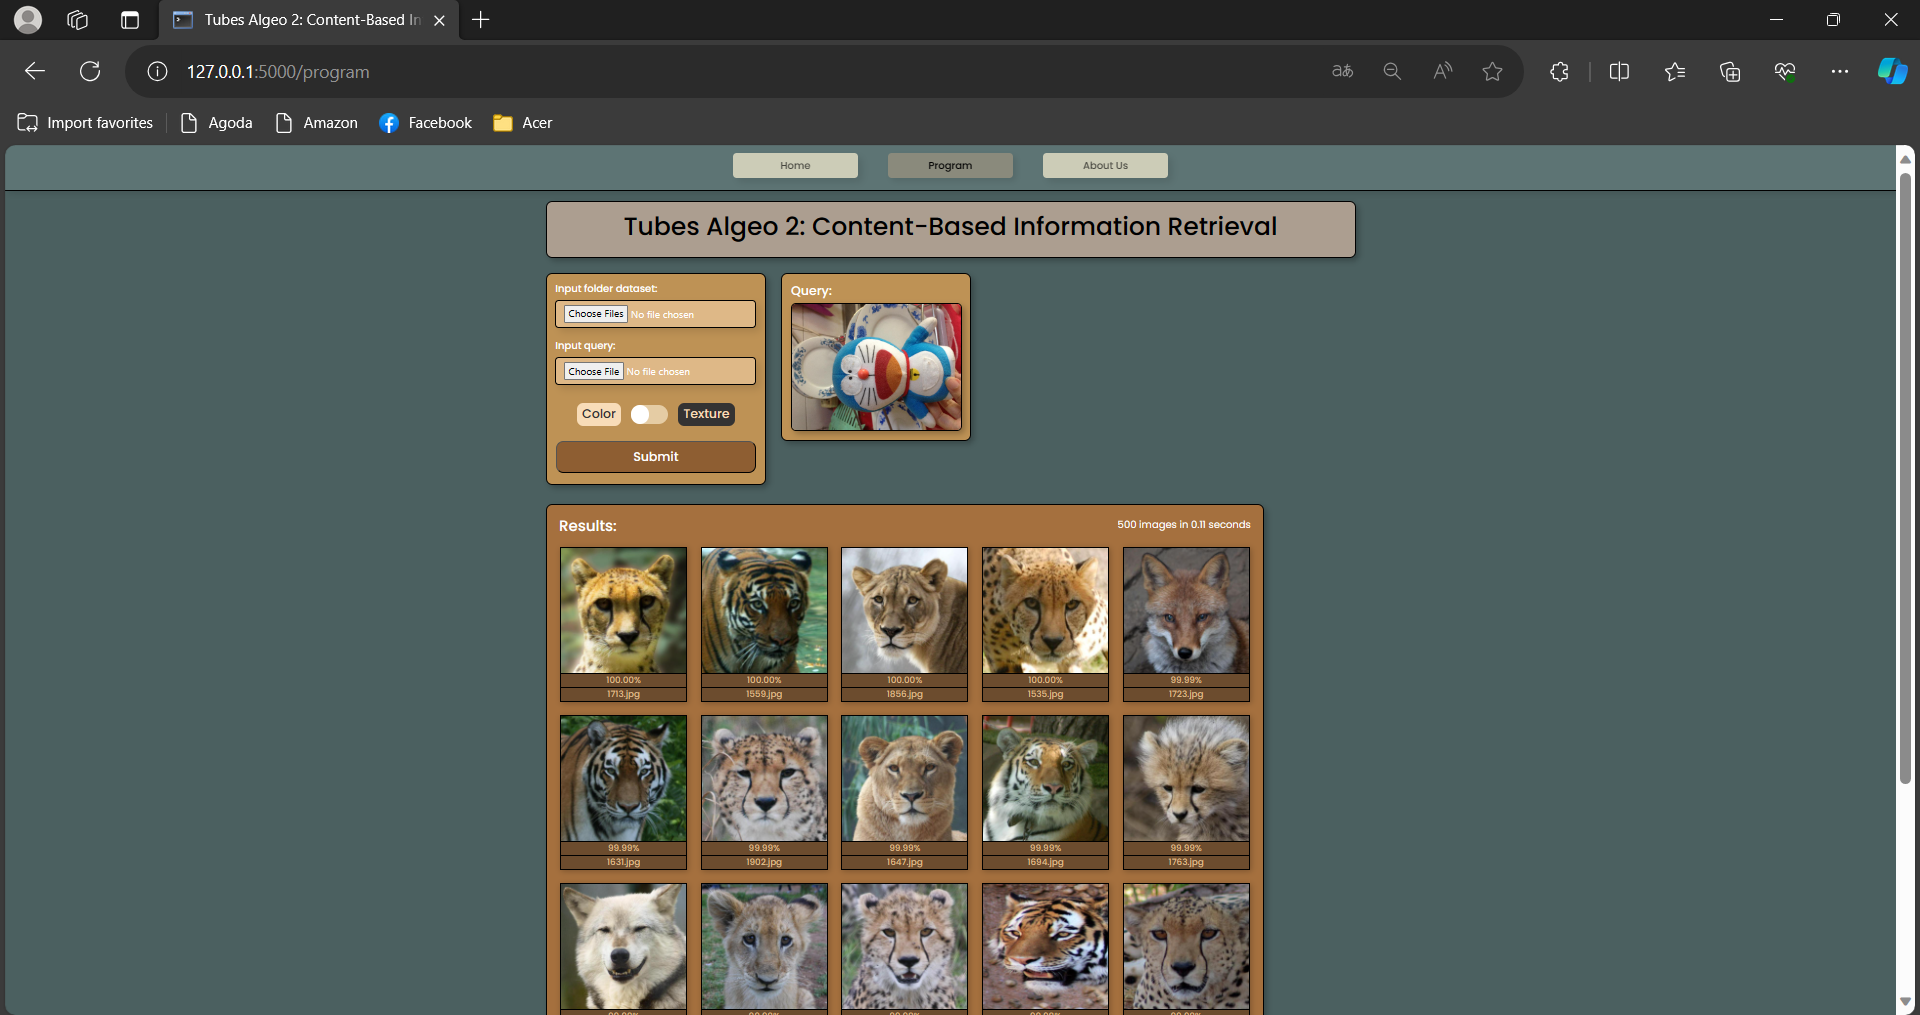 Tubes Algeo 2: Content-Based In
127.0.0.1:5000/program
Import favorites
Agoda
Amazon
Facebook
Acer
Home
Program
About Us
Tubes Algeo 2: Content-Based Information Retrieval
Input folder dataset:
Choose Files No file chosen
Input query:
Choose File No file chosen
Color
Texture
Submit
Query:
Results:
500 images in 0.11 seconds
100.00% 100.00% 100.00% 100.00% 99.99%
1713.jpg 1559.jpg 1856.jpg 1535.jpg 1723.jpg
99.99% 99.99% 99.99% 99.99% 99.99%
1631.jpg 1902.jpg 1647.jpg 1694.jpg 1763.jpg